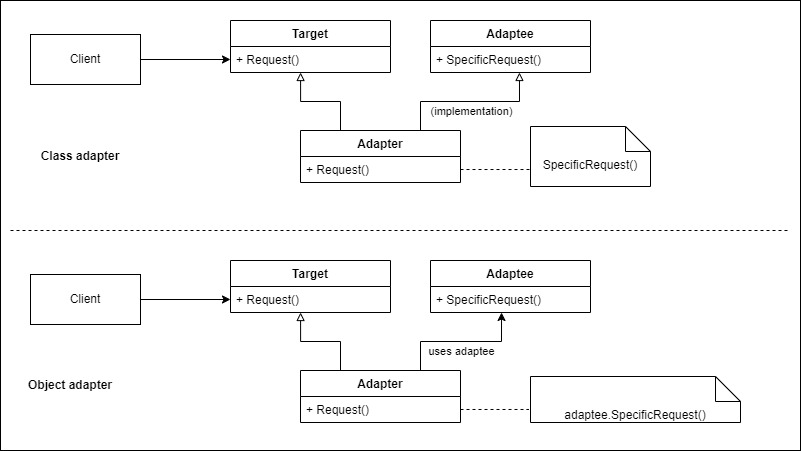 Target
Adaptee
Client
+ Request()
+ SpecificRequest()
(implementation)
Class adapter
Adapter
+ Request()
SpecificRequest()
Target
Adaptee
Client
+ Request()
+ SpecificRequest()
uses adaptee
Object adapter
Adapter
+ Request()
adaptee.SpecificRequest()